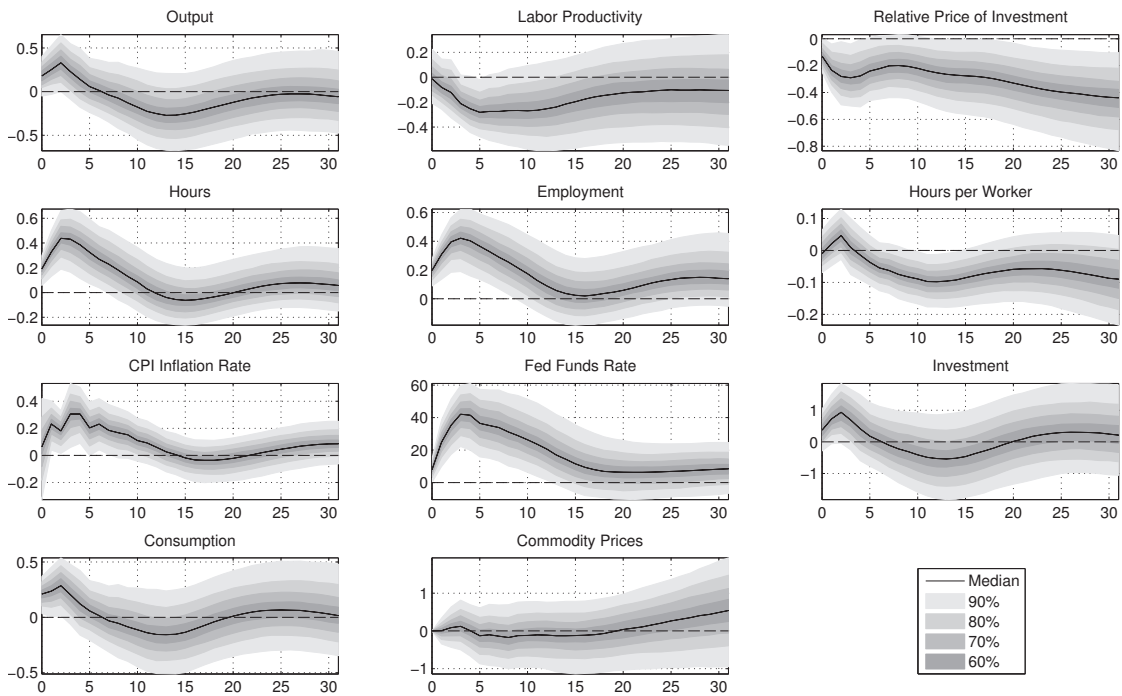 Output
0.5
0
−0.5
0 5 10 15 20 25 30
Labor Productivity
0.2
0
−0.2
−0.4
0 5 10 15 20 25 30
Relative Price of Investment
0
−0.2
−0.4
−0.6
−0.8
0 5 10 15 20 25 30
Hours
0.6
0.4
0.2
0
−0.2
0 5 10 15 20 25 30
Employment
0.6
0.4
0.2
0
0 5 10 15 20 25 30
Hours per Worker
0.1
0
−0.1
−0.2
0 5 10 15 20 25 30
CPI Inflation Rate
0.4
0.2
0
−0.2
0 5 10 15 20 25 30
Fed Funds Rate
60
40
20
0
0 5 10 15 20 25 30
Investment
1
0
−1
0 5 10 15 20 25 30
Consumption
0.5
0
−0.5
0 5 10 15 20 25 30
Commodity Prices
1
0
−1
0 5 10 15 20 25 30
Median
90%
80%
70%
60%